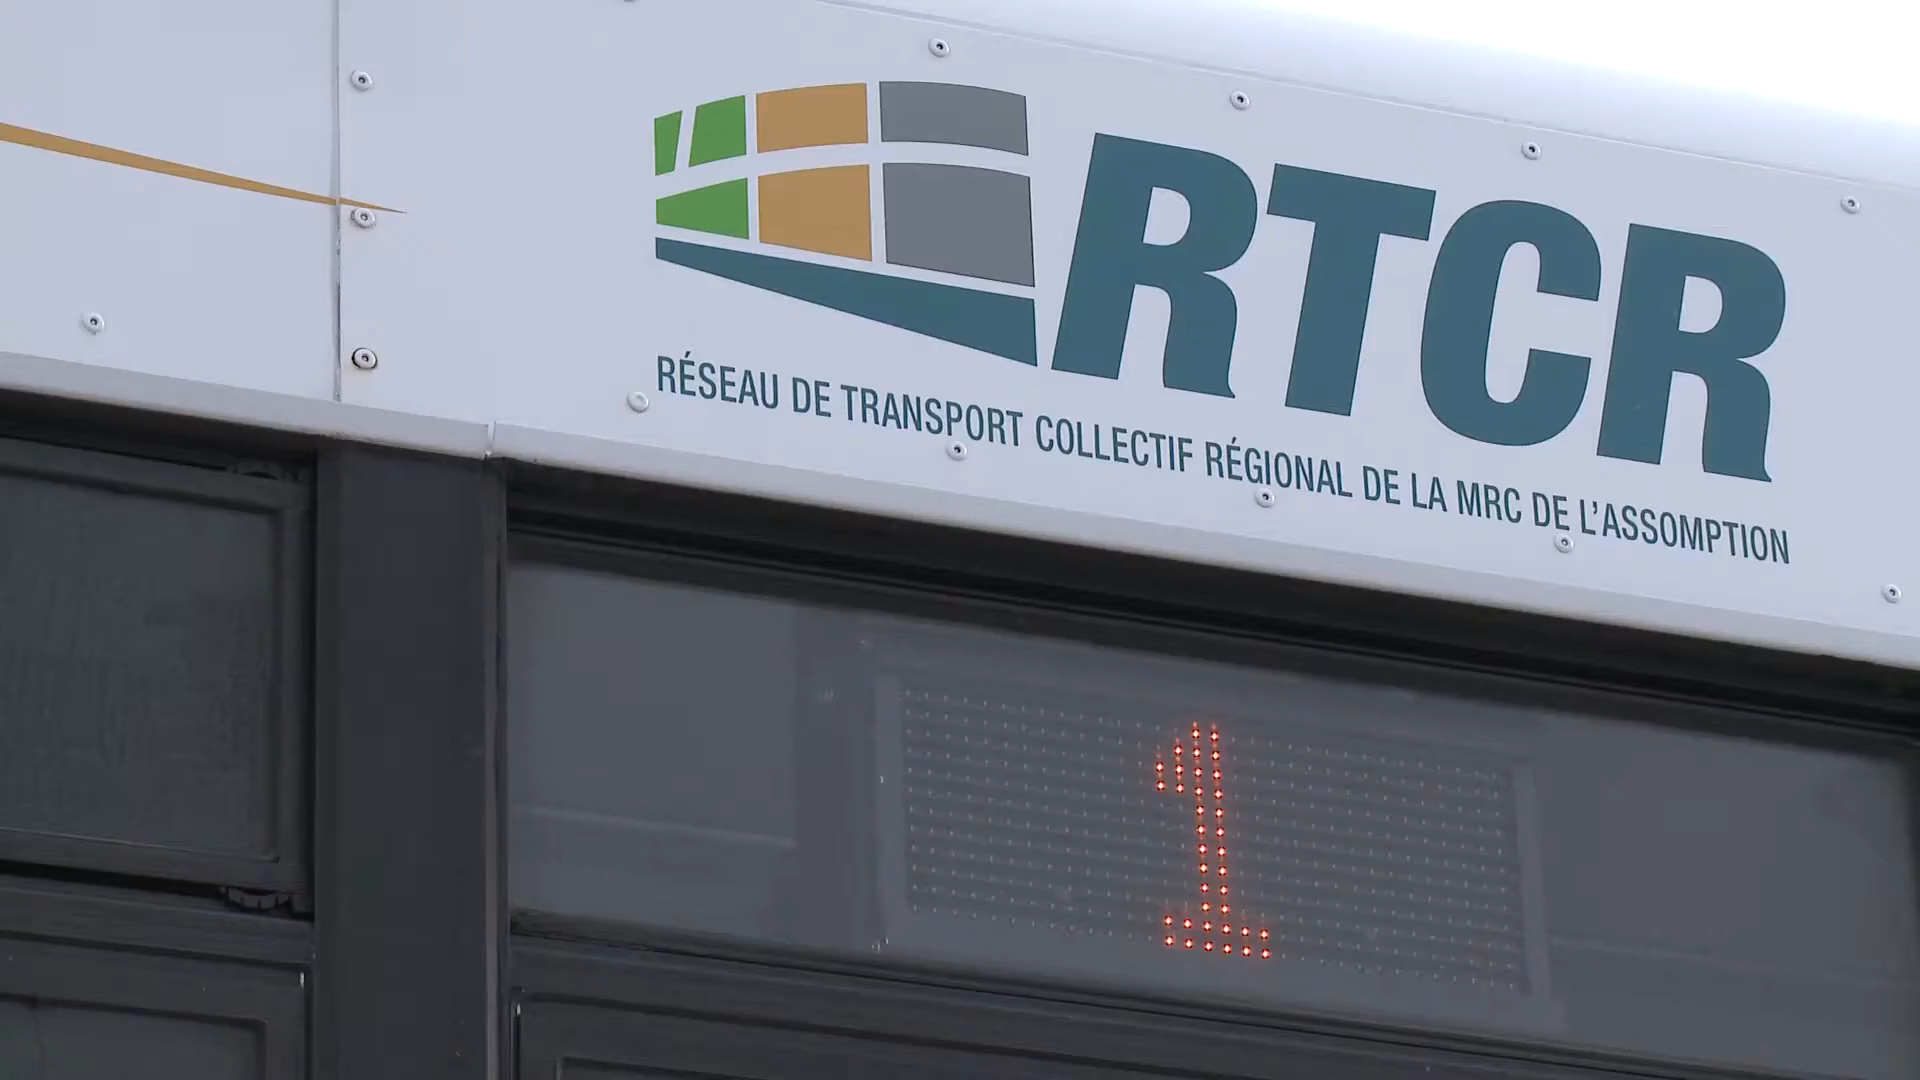 RTCR
RÉSEAU DE TRANSPORT COLLECTIF RÉGIONAL DE LA MRC DE L'ASSOMPTION
1